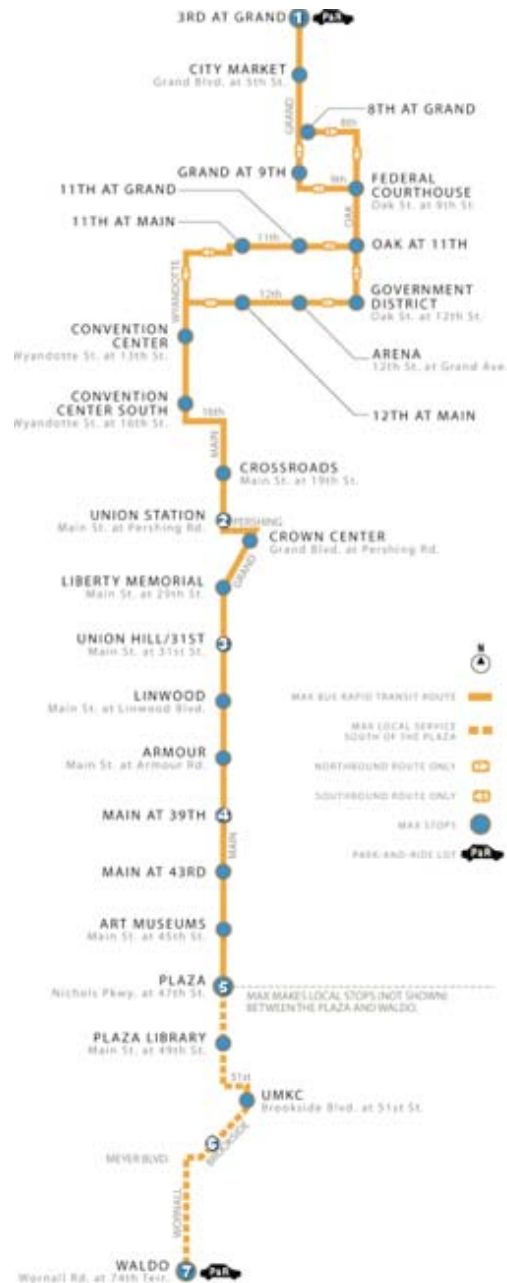 3RD AT GRAND
1
P&R
CITY MARKET
Grand Blvd. at 5th St.
GRAND
8TH AT GRAND
8th
GRAND AT 9TH
9th
FEDERAL
COURTHOUSE
Oak St. at 9th St.
OAK
11TH AT GRAND
11TH AT MAIN
11th
OAK AT 11TH
WYANDOTTE
12th
GOVERNMENT
DISTRICT
Oak St. at 12th St.
CONVENTION
CENTER
Wyandotte St. at 13th St.
ARENA
12th St. at Grand Ave.
CONVENTION
CENTER SOUTH
Wyandotte St. at 16th St.
16th
12TH AT MAIN
MAIN
CROSSROADS
Main St. at 19th St.
UNION STATION
Main St. at Pershing Rd.
2
PERSHING
CROWN CENTER
Grand Blvd. at Pershing Rd.
GRAND
LIBERTY MEMORIAL
Main St. at 29th St.
UNION HILL/31ST
Main St. at 31st St.
3
N
LINWOOD
Main St. at Linwood Blvd.
MAX BUS RAPID TRANSIT ROUTE
MAX LOCAL SERVICE
SOUTH OF THE PLAZA
ARMOUR
Main St. at Armour Rd.
NORTHBOUND ROUTE ONLY
SOUTHBOUND ROUTE ONLY
MAIN AT 39TH
4
MAX STOPS
MAIN
PARK-AND-RIDE LOT
P&R
MAIN AT 43RD
ART MUSEUMS
Main St. at 45th St.
PLAZA
Nichols Pkwy. at 47th St.
5
MAX MAKES LOCAL STOPS (NOT SHOWN)
BETWEEN THE PLAZA AND WALDO.
PLAZA LIBRARY
Main St. at 49th St.
51st
UMKC
Brookside Blvd. at 51st St.
6
BROOKSIDE
MEYER BLVD.
WORNALL
WALDO
Wornall Rd. at 74th Terr.
7
P&R